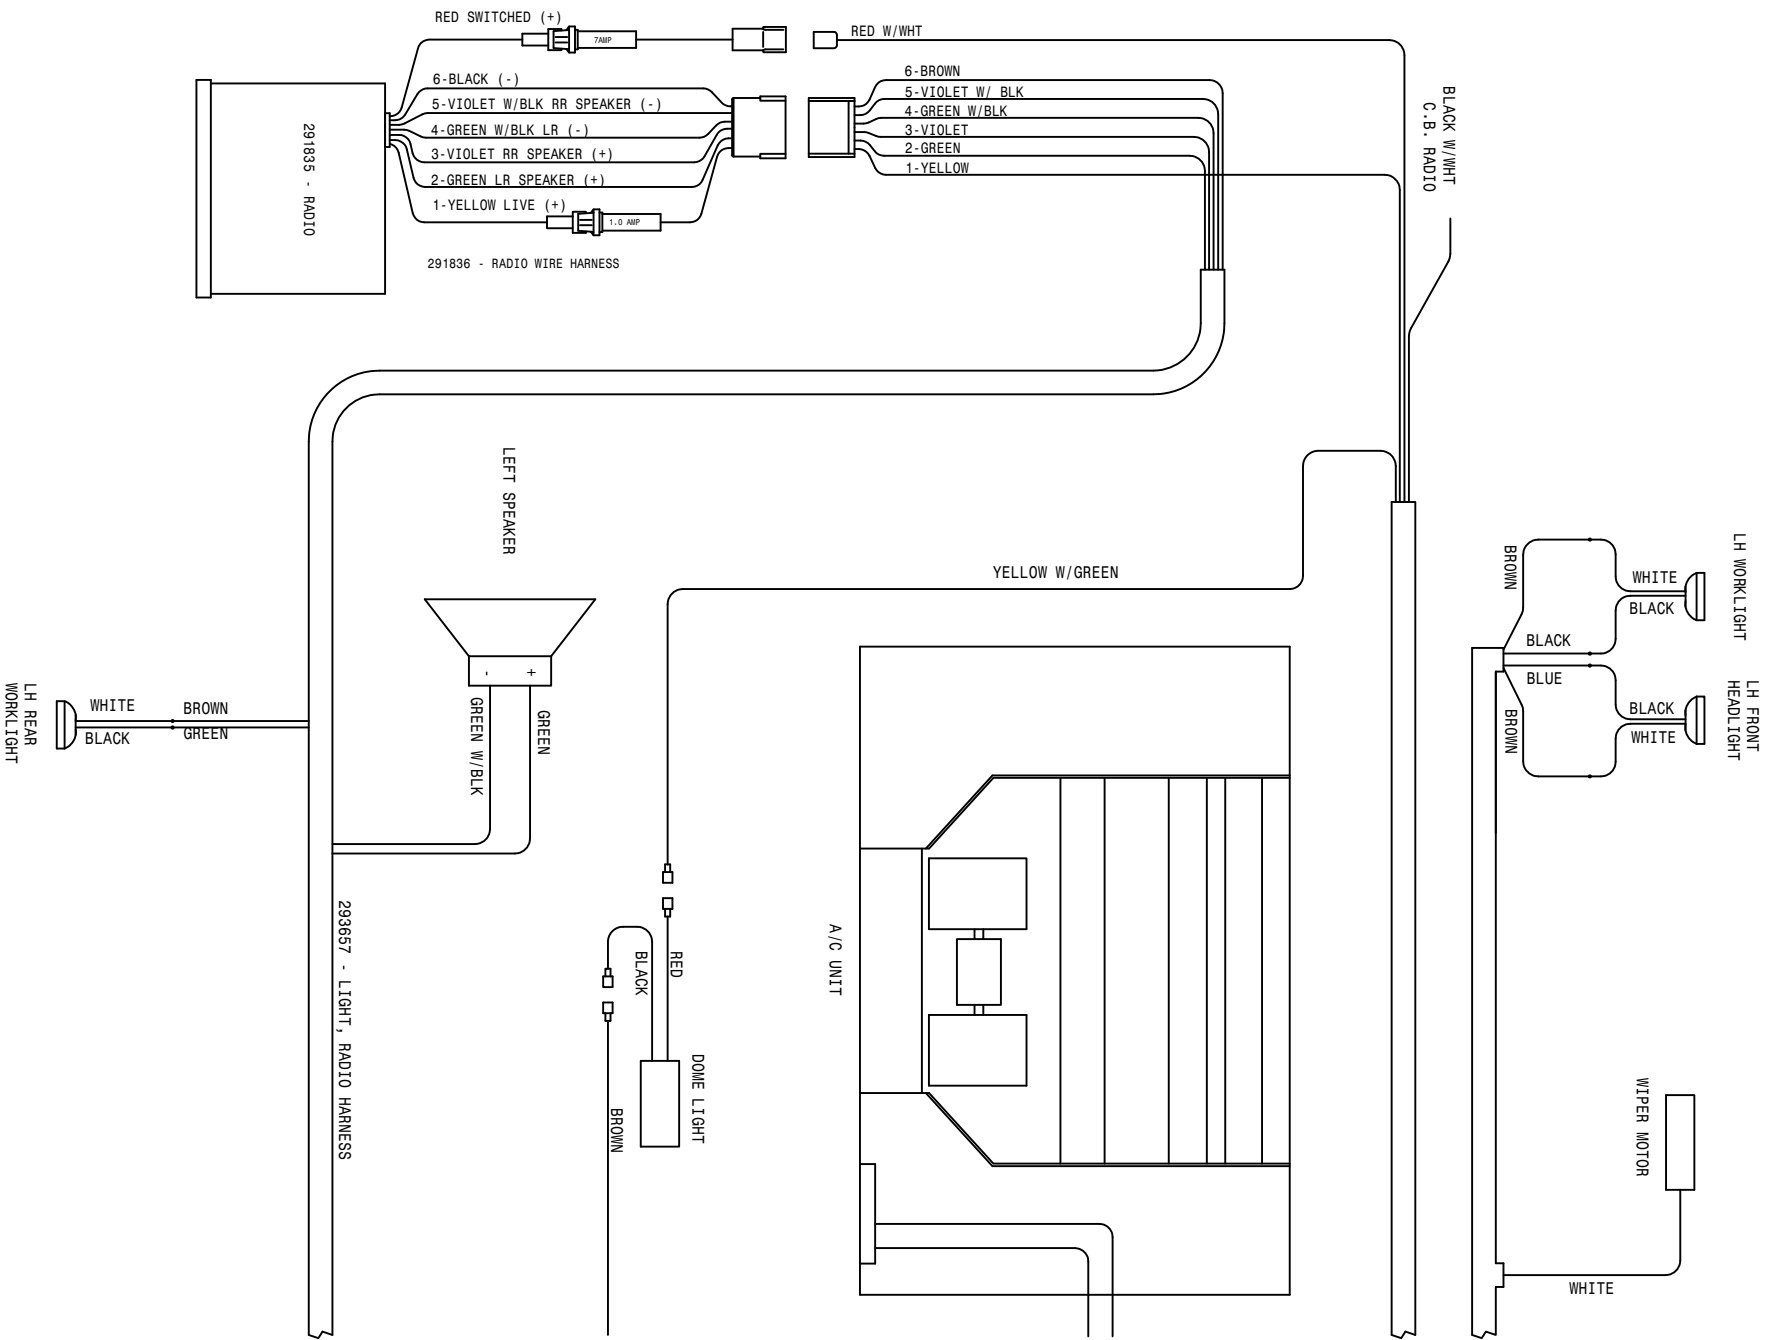 RED SWITCHED (+)
7AMP
RED W/WHT
6-BLACK (-)
5-VIOLET W/BLK RR SPEAKER (-)
4-GREEN W/BLK LR (-)
3-VIOLET RR SPEAKER (+)
2-GREEN LR SPEAKER (+)
1-YELLOW LIVE (+)
1.0 AMP
291836 - RADIO WIRE HARNESS
291835 - RADIO
6-BROWN
5-VIOLET W/ BLK
4-GREEN W/BLK
3-VIOLET
2-GREEN
1-YELLOW
BLACK W/WHT
C.B. RADIO
LEFT SPEAKER
-
+
GREEN W/BLK
GREEN
YELLOW W/GREEN
LH WORKLIGHT
BROWN
WHITE
BLACK
BLACK
BLUE
BROWN
BLACK
WHITE
LH FRONT
HEADLIGHT
LH REAR
WORKLIGHT
WHITE
BLACK
BROWN
GREEN
293657 - LIGHT, RADIO HARNESS
RED
BLACK
BROWN
DOME LIGHT
A/C UNIT
WIPER MOTOR
WHITE